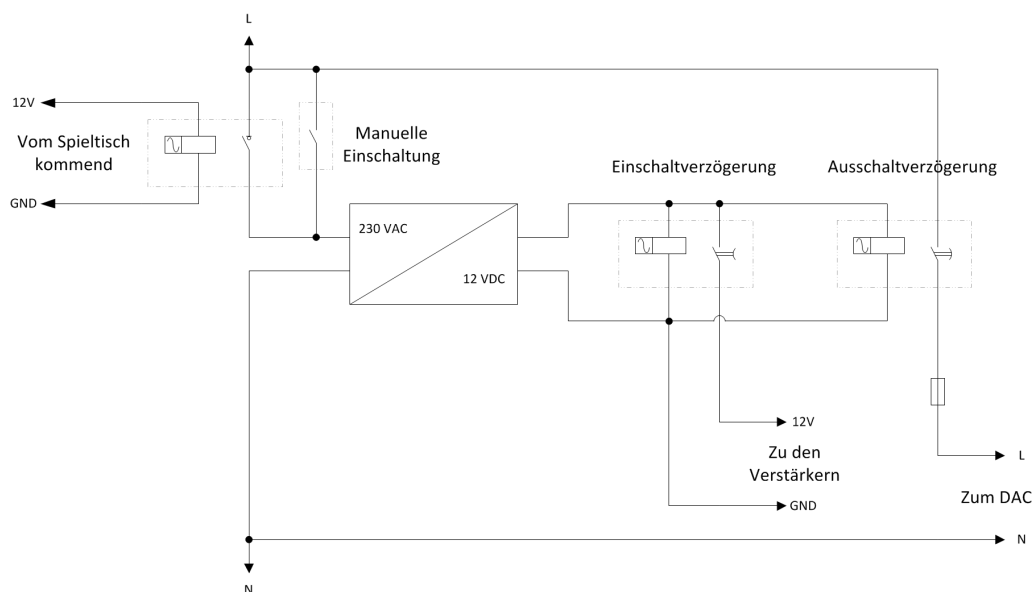 L
12V
Vom Spieltisch
kommend
GND
Manuelle
Einschaltung
230 VAC
12 VDC
Einschaltverzögerung
Ausschaltverzögerung
12V
Zu den
Verstärkern
GND
L
Zum DAC
N
N